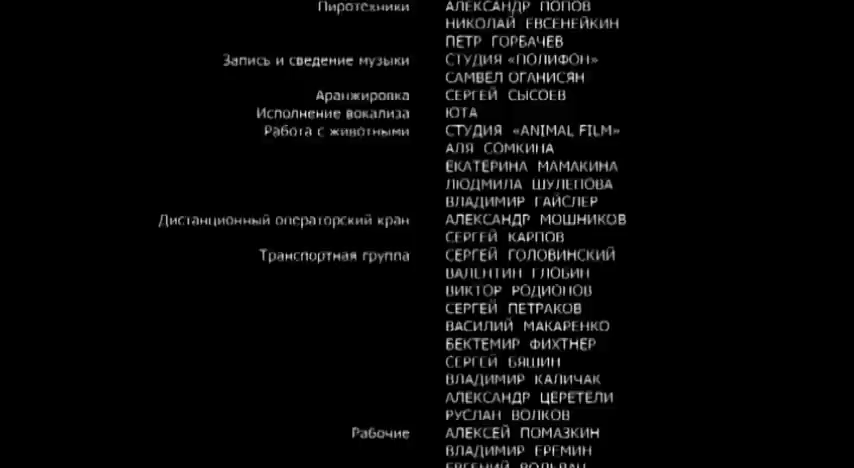 Пиротехники АЛЕКСАНДР ПОПОВ
НИКОЛАЙ ЕВСЕНЕЙКИН
ПЕТР ГОРБАЧЕВ
Запись и сведение музыки СТУДИЯ «ПОЛИФОН»
САМВЕЛ ОГАНИСЯН
Аранжировка СЕРГЕЙ СЫСОЕВ
Исполнение вокализа ЮТА
Работа с животными СТУДИЯ «ANIMAL FILM»
АЛЯ СОМКИНА
ЕКАТЕРИНА МАМАКИНА
ЛЮДМИЛА ШУЛЕПОВА
ВЛАДИМИР ГАЙСЛЕР
Дистанционный операторский кран АЛЕКСАНДР МОШНИКОВ
СЕРГЕЙ КАРПОВ
Транспортная группа СЕРГЕЙ ГОЛОВИНСКИЙ
ВАЛЕНТИН ГЛОБИН
ВИКТОР РОДИОНОВ
СЕРГЕЙ ПЕТРАКОВ
ВАСИЛИЙ МАКАРЕНКО
БЕКТЕМИР ФИХТНЕР
СЕРГЕЙ БЯШИН
ВЛАДИМИР КАЛИЧАК
АЛЕКСАНДР ЦЕРЕТЕЛИ
РУСЛАН ВОЛКОВ
Рабочие АЛЕКСЕЙ ПОМАЗКИН
ВЛАДИМИР ЕРЕМИН
ЕВГЕНИЙ